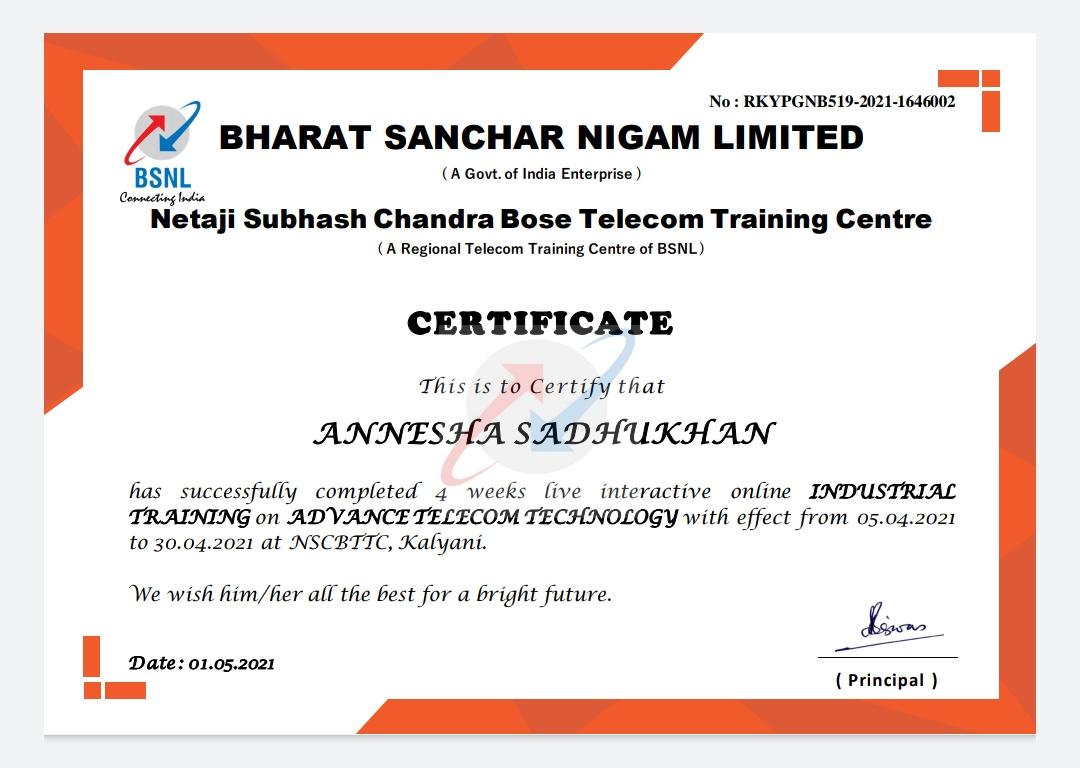 No : RKYPGNB519-2021-1646002
BHARAT SANCHAR NIGAM LIMITED
( A Govt. of India Enterprise )
BSNL
Connecting India
Netaji Subhash Chandra Bose Telecom Training Centre
( A Regional Telecom Training Centre of BSNL )
CERTIFICATE
This is to Certify that
ANNESHA SADHUKHAN
has successfully completed 4 weeks live interactive online INDUSTRIAL
TRAINING on ADVANCE TELECOM TECHNOLOGY with effect from 05.04.2021
to 30.04.2021 at NSCBTTC, Kalyani.
We wish him/her all the best for a bright future.
Date : 01.05.2021
( Principal )